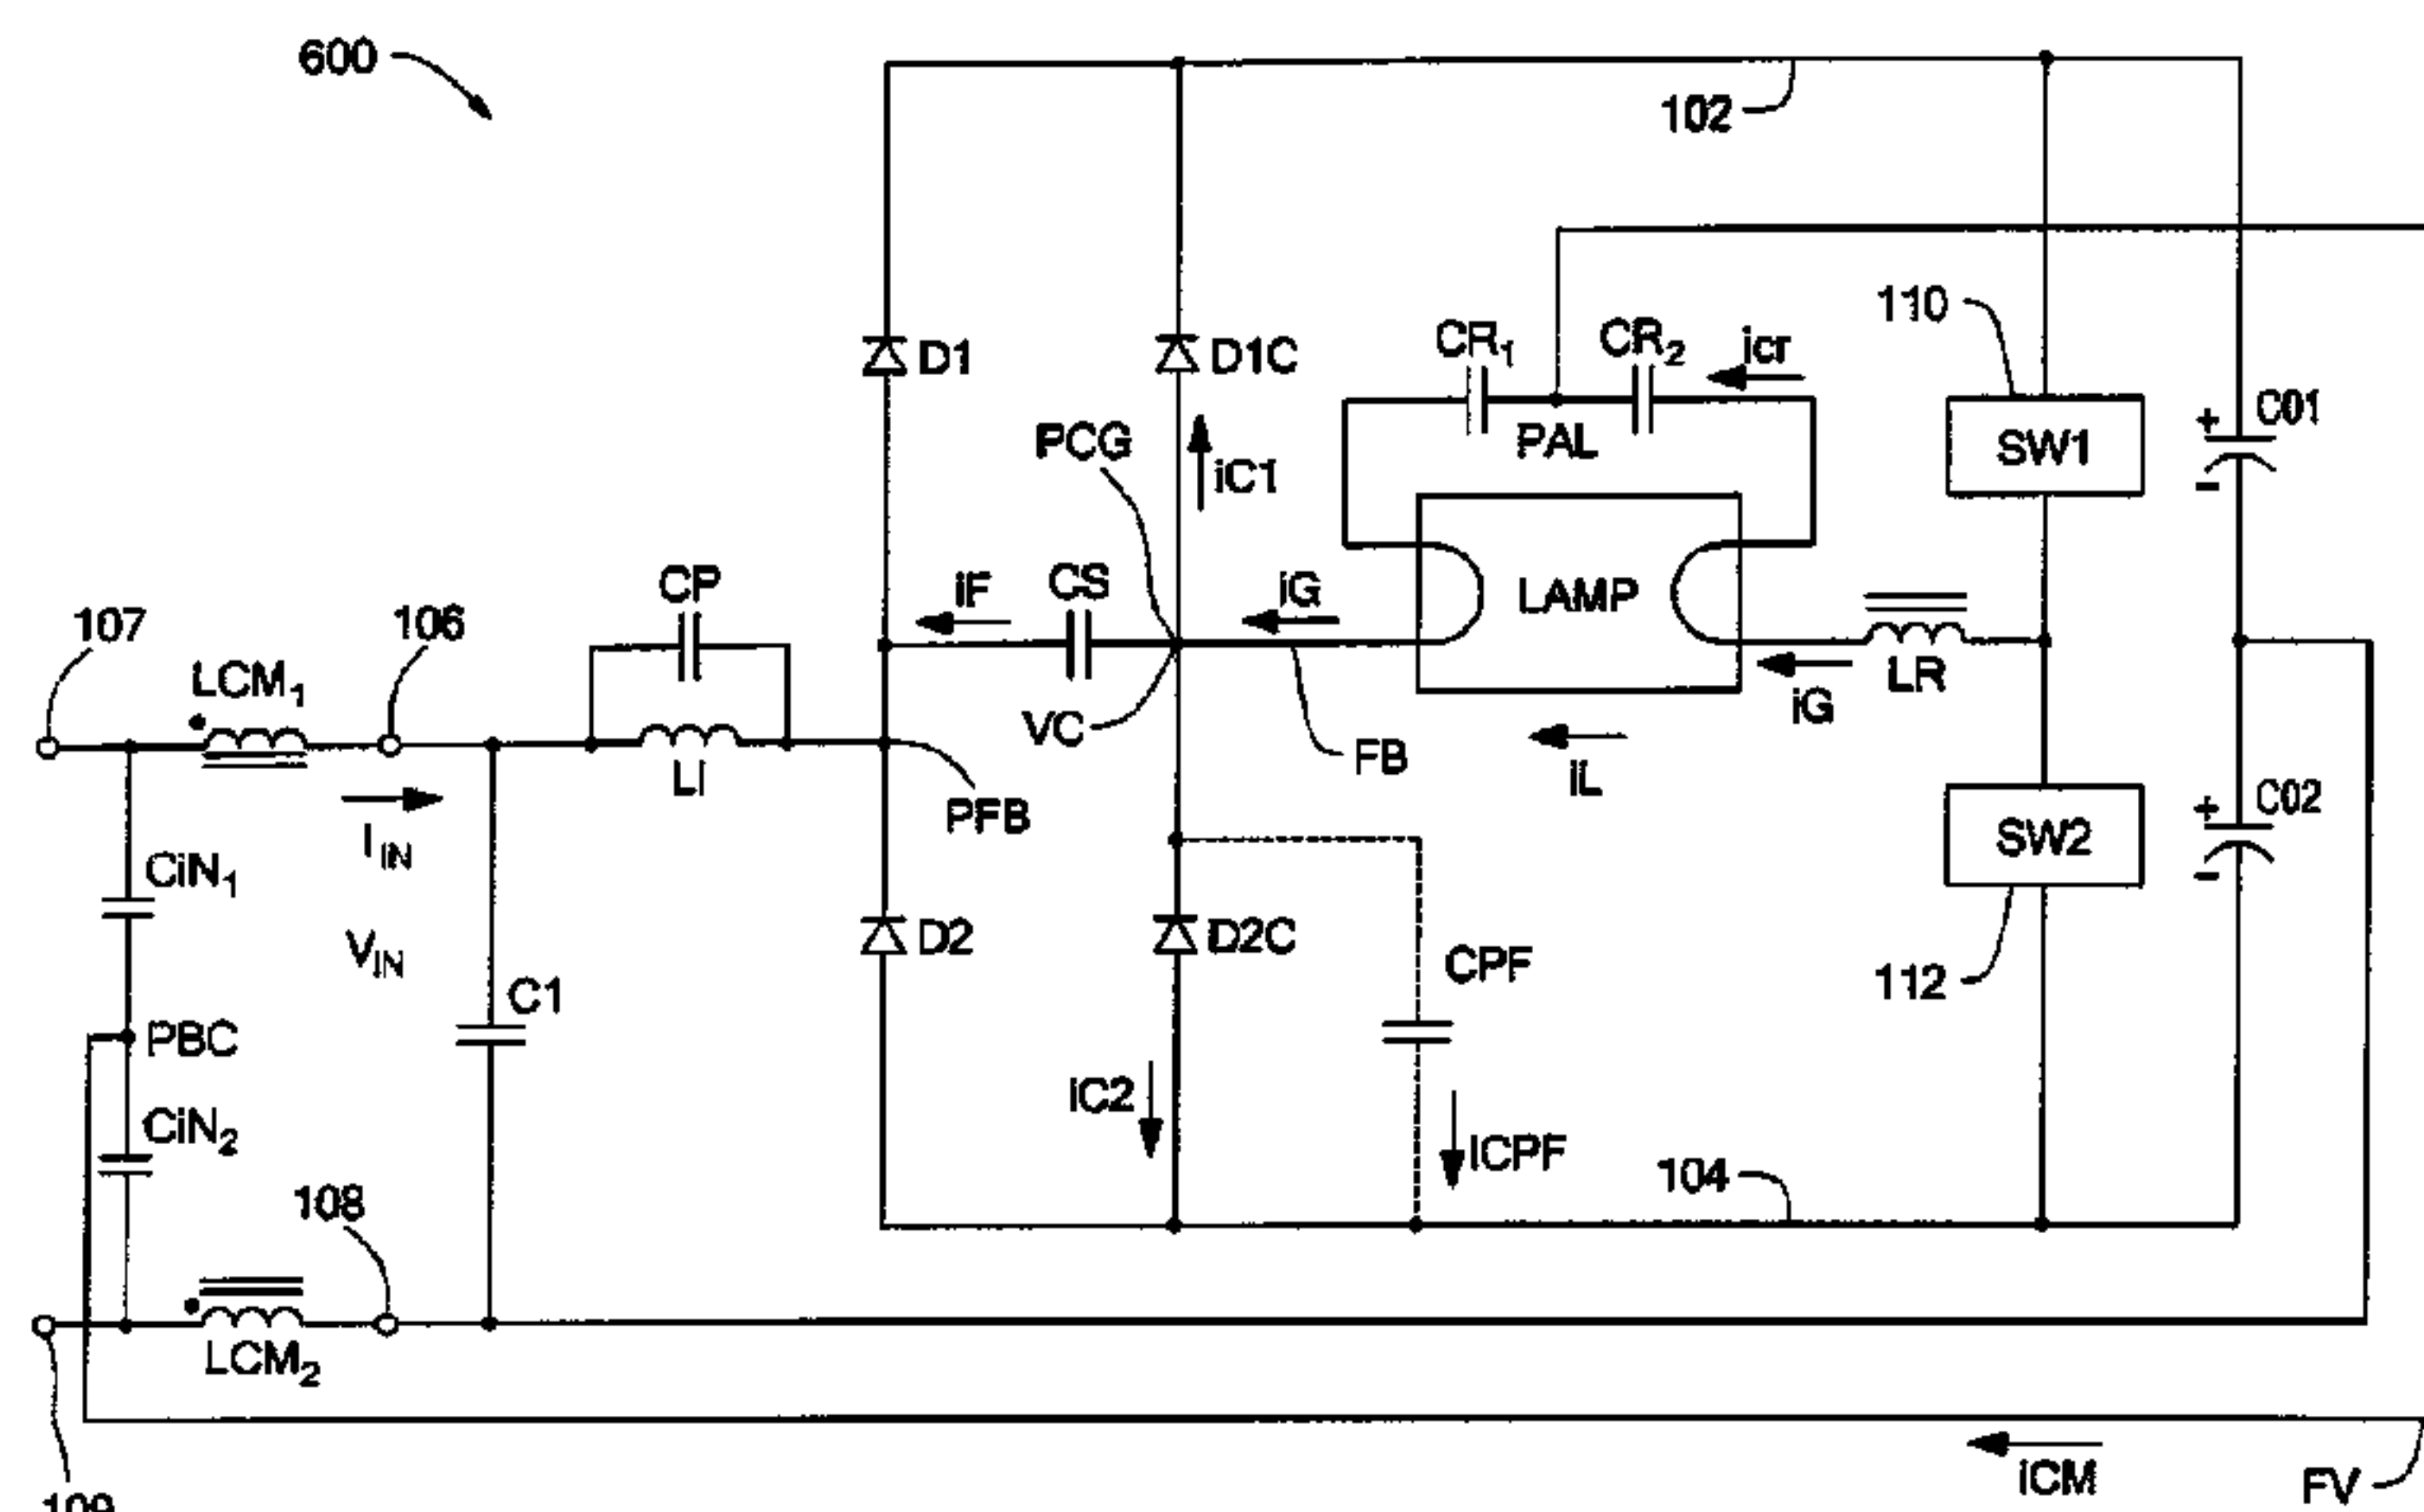 600
102
110
CR1
CR2
icr
D1
D1C
C01
PCG
PAL
SW1
iC1
CP
iF
CS
iG
LAMP
107
106
LCM1
LR
VC
iG
FB
iL
LI
C02
IIN
PFB
SW2
CiN1
D2
D2C
VIN
CPF
112
C1
PBC
iC2
CiN2
ICPF
104
108
LCM2
iCM
FV
109